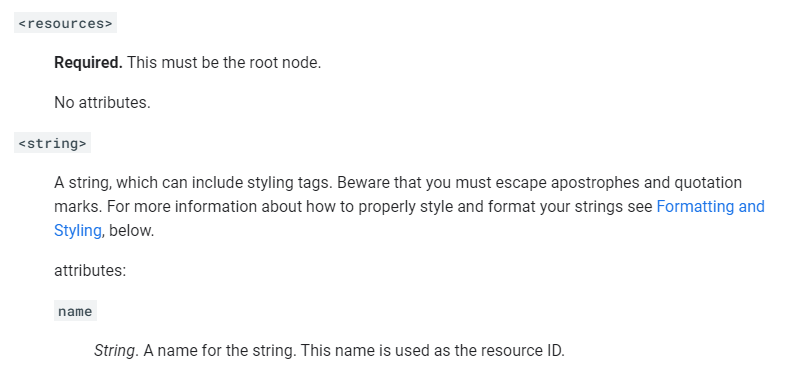 <resources>
Required. This must be the root node.
No attributes.
<string>
A string, which can include styling tags. Beware that you must escape apostrophes and quotation
marks. For more information about how to properly style and format your strings see Formatting and
Styling, below.
attributes:
name
String. A name for the string. This name is used as the resource ID.